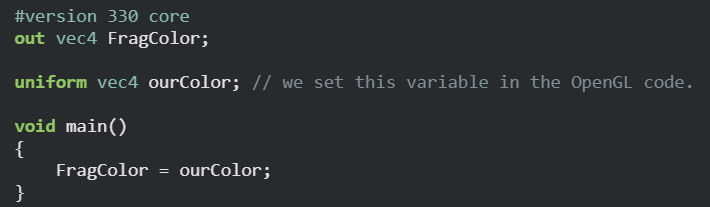 #version 330 core
out vec4 FragColor;
uniform vec4 ourColor; // we set this variable in the OpenGL code.
void main()
{
    FragColor = ourColor;
}